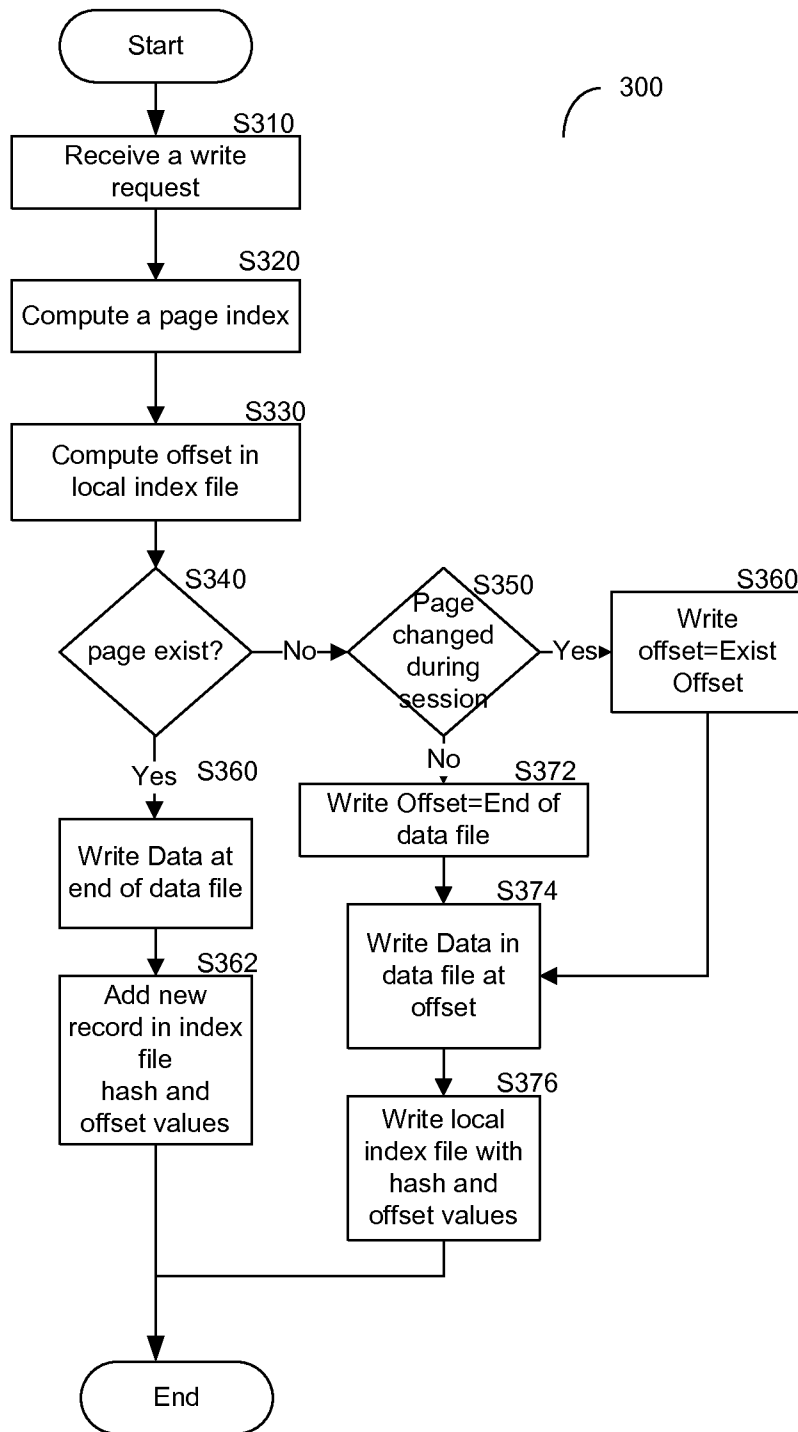 Start
300
S310
Receive a write
request
S320
Compute a page index
S330
Compute offset in
local index file
S340
page exist?
No
S350
Page
changed
during
session
Yes
S360
Write
offset=Exist
Offset
Yes
S360
No
S372
Write Offset=End of
data file
Write Data at
end of data file
S374
Write Data in
data file at
offset
S362
Add new
record in index
file
hash and
offset values
S376
Write local
index file with
hash and
offset values
End